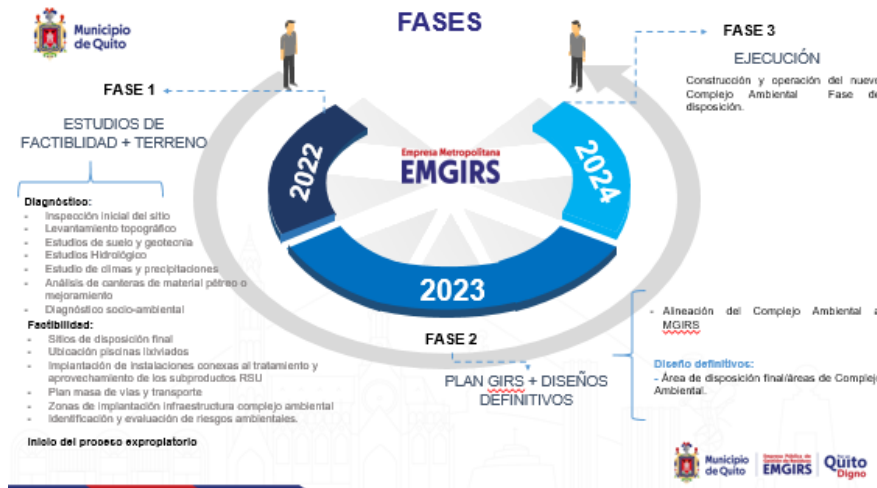 Municipio
de Quito
FASES
FASE 1
ESTUDIOS DE
FACTIBLIDAD + TERRENO
Diagnóstico:
- Inspección inicial del sitio
- Levantamiento topográfico
- Estudios de suelo y geotecnia
- Estudios Hidrológico
- Estudio de climas y precipitaciones
- Análisis de canteras de material pétreo o
mejoramiento
- Diagnóstico socio-ambiental
Factibilidad:
- Sitios de disposición final
- Ubicación piscinas lixiviados
- Implantación de instalaciones conexas al tratamiento y
aprovechamiento de los subproductos RSU
- Plan masa de vías y transporte
- Zonas de implantación infraestructura complejo ambiental
- Identificación y evaluación de riesgos ambientales.
Inicio del proceso expropiatorio
2022
Empresa Metropolitana
EMGIRS
2024
2023
FASE 2
PLAN GIRS + DISEÑOS
DEFINITIVOS
FASE 3
EJECUCIÓN
Construcción y operación del nuevo
Complejo Ambiental Fase de
disposición.
- Alineación del Complejo Ambiental a
MGIRS
Diseño definitivos:
- Área de disposición final/áreas de Complejo
Ambiental.
Municipio
de Quito
EMGIRS
Quito
Digno